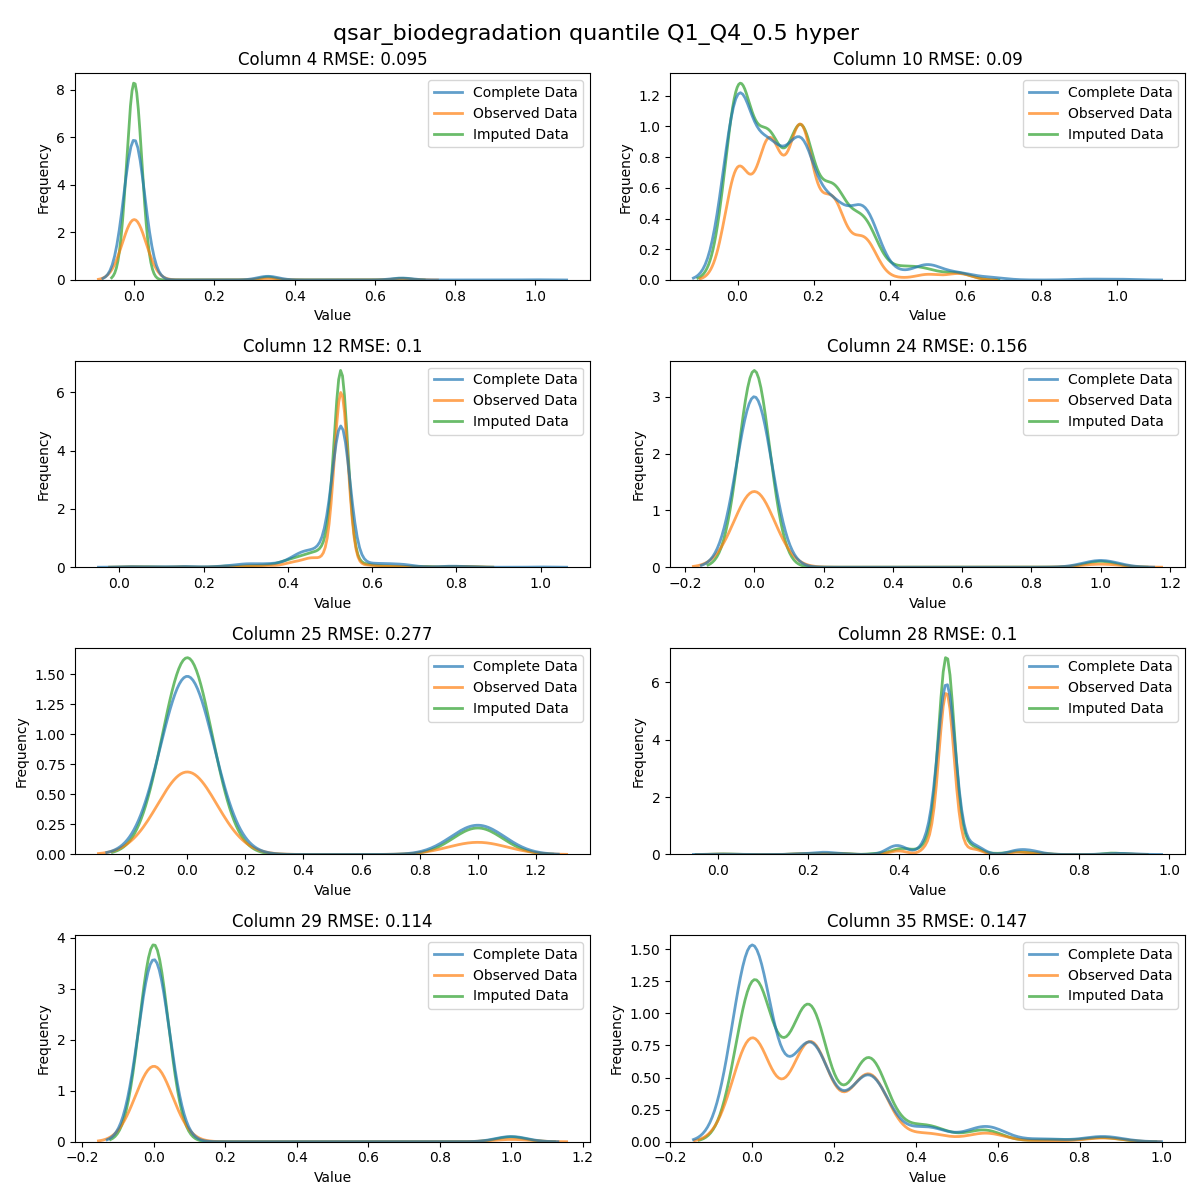 qsar_biodegradation quantile Q1_Q4_0.5 hyper
Column 4 RMSE: 0.095
Frequency
8
6
4
2
0
Complete Data
Observed Data
Imputed Data
0.0 0.2 0.4 0.6 0.8 1.0
Value
Column 10 RMSE: 0.09
Frequency
1.2
1.0
0.8
0.6
0.4
0.2
0.0
Complete Data
Observed Data
Imputed Data
0.0 0.2 0.4 0.6 0.8 1.0
Value
Column 12 RMSE: 0.1
Frequency
6
4
2
0
Complete Data
Observed Data
Imputed Data
0.0 0.2 0.4 0.6 0.8 1.0
Value
Column 24 RMSE: 0.156
Frequency
3
2
1
0
Complete Data
Observed Data
Imputed Data
−0.2 0.0 0.2 0.4 0.6 0.8 1.0 1.2
Value
Column 25 RMSE: 0.277
Frequency
1.50
1.25
1.00
0.75
0.50
0.25
0.00
Complete Data
Observed Data
Imputed Data
−0.2 0.0 0.2 0.4 0.6 0.8 1.0 1.2
Value
Column 28 RMSE: 0.1
Frequency
6
4
2
0
Complete Data
Observed Data
Imputed Data
0.0 0.2 0.4 0.6 0.8 1.0
Value
Column 29 RMSE: 0.114
Frequency
4
3
2
1
0
Complete Data
Observed Data
Imputed Data
−0.2 0.0 0.2 0.4 0.6 0.8 1.0 1.2
Value
Column 35 RMSE: 0.147
Frequency
1.50
1.25
1.00
0.75
0.50
0.25
0.00
Complete Data
Observed Data
Imputed Data
−0.2 0.0 0.2 0.4 0.6 0.8 1.0
Value